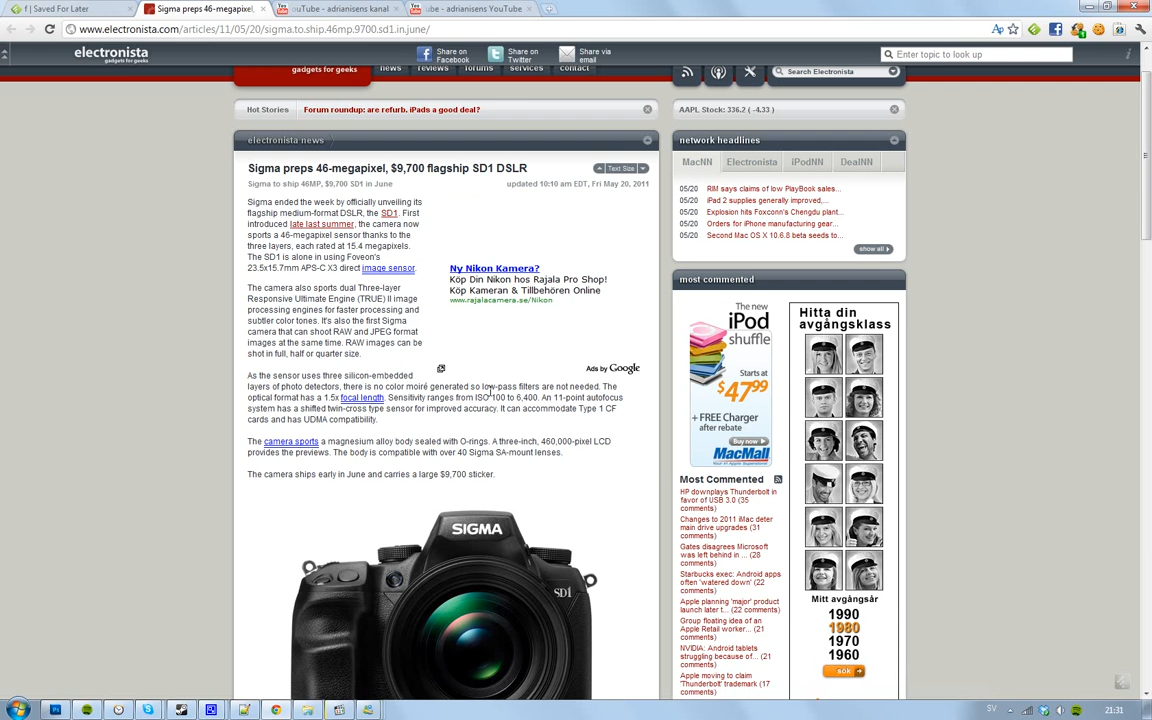 f | Saved For Later
Sigma preps 46-megapixel,
ouTube - adrianisens kanal
ube - adrianisens YouTube
www.electronista.com/articles/11/05/20/sigma.to.ship.46mp.9700.sd1.in.june/
electronista
gadgets for geeks
Share on
Facebook
Share on
Twitter
Share via
email
Enter topic to look up
gadgets for geeks
news
reviews
forums
services
contact
Search Electronista
Hot Stories
Forum roundup: are refurb. iPads a good deal?
AAPL Stock: 336.2 ( -4.33 )
electronista news
Sigma preps 46-megapixel, $9,700 flagship SD1 DSLR
Text Size
Sigma to ship 46MP, $9,700 SD1 in June
updated 10:10 am EDT, Fri May 20, 2011
Sigma ended the week by officially unveiling its
flagship medium-format DSLR, the SD1. First
introduced late last summer, the camera now
sports a 46-megapixel sensor thanks to the
three layers, each rated at 15.4 megapixels.
The SD1 is alone in using Foveon's
23.5x15.7mm APS-C X3 direct image sensor.
The camera also sports dual Three-layer
Responsive Ultimate Engine (TRUE) II image
processing engines for faster processing and
subtler color tones. It's also the first Sigma
camera that can shoot RAW and JPEG format
images at the same time. RAW images can be
shot in full, half or quarter size.
Ny Nikon Kamera?
Köp Din Nikon hos Rajala Pro Shop!
Köp Kameran & Tillbehören Online
www.rajalacamera.se/Nikon
Ads by Google
As the sensor uses three silicon-embedded
layers of photo detectors, there is no color moiré generated so low-pass filters are not needed. The
optical format has a 1.5x focal length. Sensitivity ranges from ISO 100 to 6,400. An 11-point autofocus
system has a shifted twin-cross type sensor for improved accuracy. It can accommodate Type 1 CF
cards and has UDMA compatibility.
The camera sports a magnesium alloy body sealed with O-rings. A three-inch, 460,000-pixel LCD
provides the previews. The body is compatible with over 40 Sigma SA-mount lenses.
The camera ships early in June and carries a large $9,700 sticker.
SIGMA
SD1
network headlines
MacNN
Electronista
iPodNN
DealNN
05/20 RIM says claims of low PlayBook sales...
05/20 iPad 2 supplies generally improved,...
05/20 Explosion hits Foxconn's Chengdu plant...
05/20 Orders for iPhone manufacturing gear...
05/20 Second Mac OS X 10.6.8 beta seeds to...
show all
most commented
The new
iPod
shuffle
Starts at
$47.99
+ FREE Charger
after rebate
Buy now
MacMall
Your #1 Apple Superstore!
Most Commented
HP downplays Thunderbolt in
favor of USB 3.0 (35
comments)
Changes to 2011 iMac deter
main drive upgrades (31
comments)
Gates disagrees Microsoft
was left behind in ... (28
comments)
Starbucks exec: Android apps
often 'watered down' (22
comments)
Apple planning 'major' product
launch later t... (22 comments)
Group floating idea of an
Apple Retail worker... (21
comments)
NVIDIA: Android tablets
struggling because of... (21
comments)
Apple moving to claim
'Thunderbolt' trademark (17
comments)
Hitta din
avgångsklass
Mitt avgångsår
1990
1980
1970
1960
sök
SV
21:31